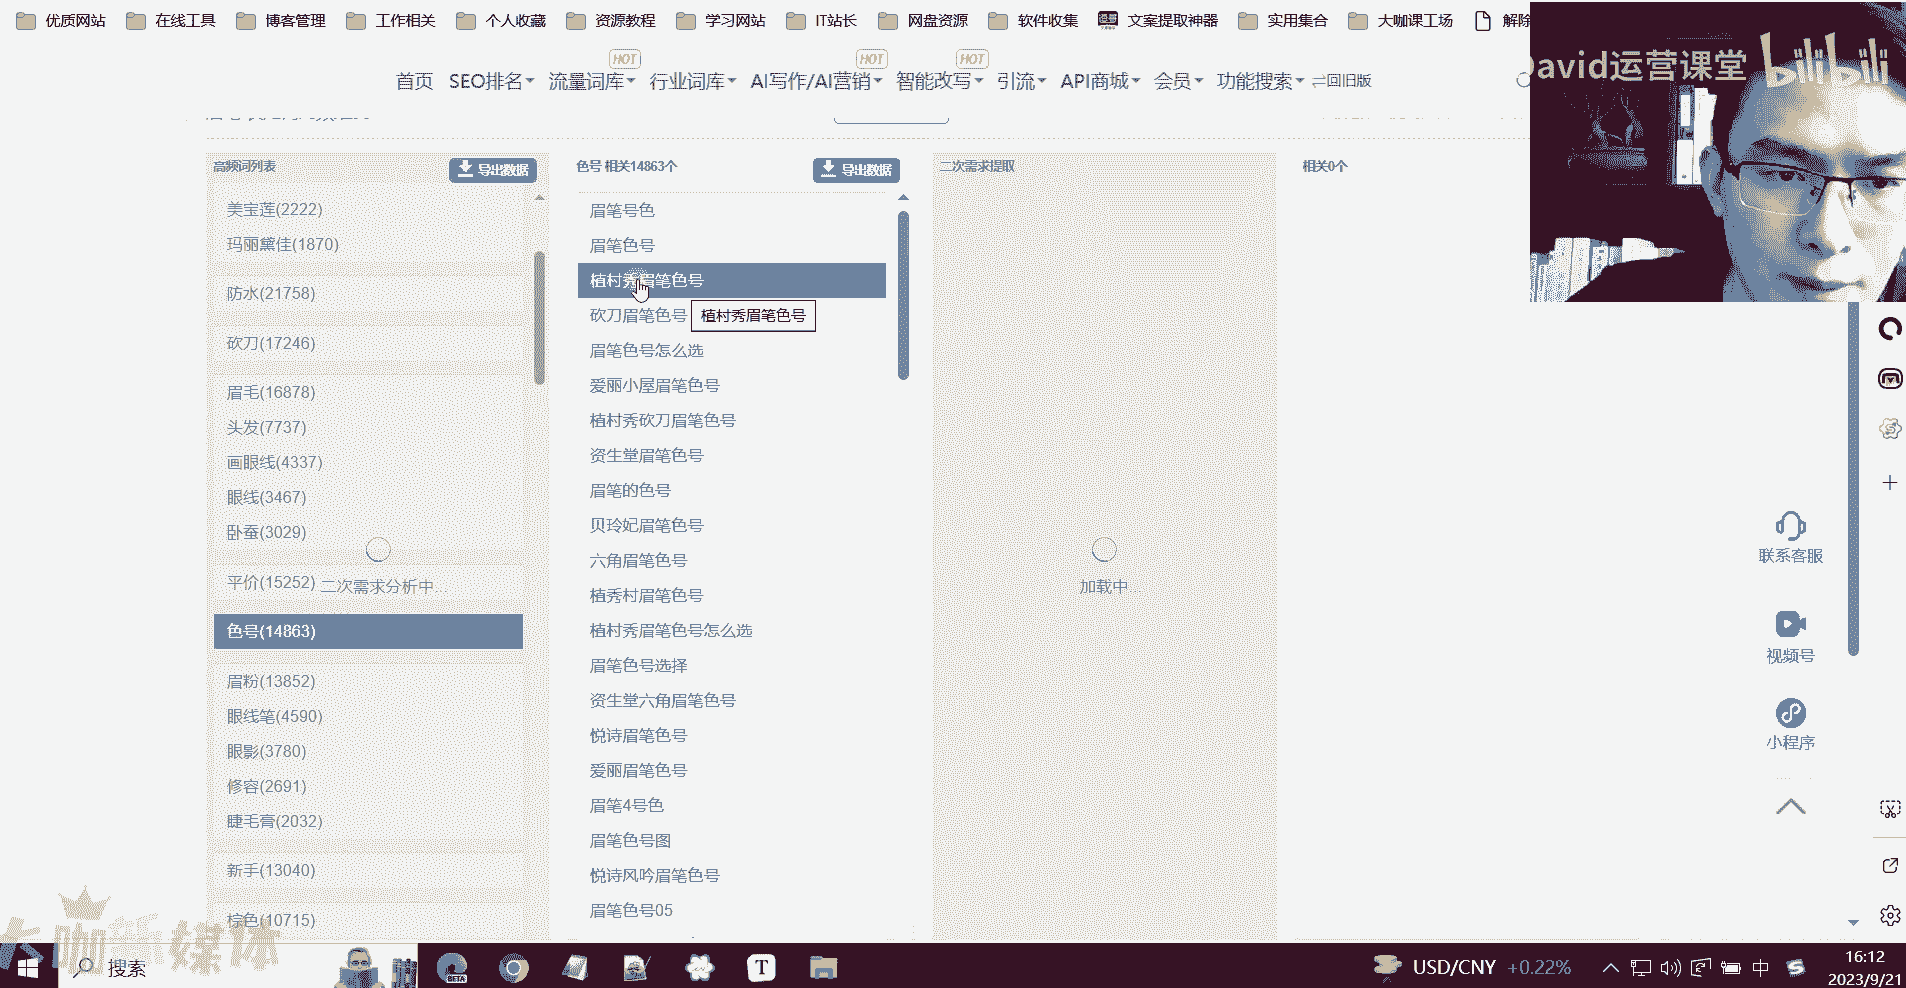 优质网站 在线工具 博客管理 工作相关 个人收藏 资源教程 学习网站 IT站长 网盘资源 软件收集 文案提取神器 实用集合 大咖课工场 解除
David运营课堂 bilibili
HOT HOT HOT
首页 SEO排名 流量词库 行业词库 AI写作/AI营销 智能改写 引流 API商城 会员 功能搜索 回旧版
高频词列表 导出数据
美宝莲(2222)
玛丽黛佳(1870)
防水(21758)
砍刀(17246)
眉毛(16878)
头发(7737)
画眼线(4337)
眼线(3467)
卧蚕(3029)
平价(15252)
二次需求分析中...
色号(14863)
眉粉(13852)
眼线笔(4590)
眼影(3780)
修容(2691)
睫毛膏(2032)
新手(13040)
棕色(10715)
色号 相关14863个 导出数据
眉笔号色
眉笔色号
植村秀眉笔色号
砍刀眉笔色号
植村秀眉笔色号
眉笔色号怎么选
爱丽小屋眉笔色号
植村秀砍刀眉笔色号
资生堂眉笔色号
眉笔的色号
贝玲妃眉笔色号
六角眉笔色号
植秀村眉笔色号
植村秀眉笔色号怎么选
眉笔色号选择
资生堂六角眉笔色号
悦诗眉笔色号
爱丽眉笔色号
眉笔4号色
眉笔色号图
悦诗风吟眉笔色号
眉笔色号05
二次需求提取
加载中...
相关0个
联系客服
视频号
小程序
大咖新媒体
搜索
BETA
T
USD/CNY +0.22%
中
16:12
2023/9/21